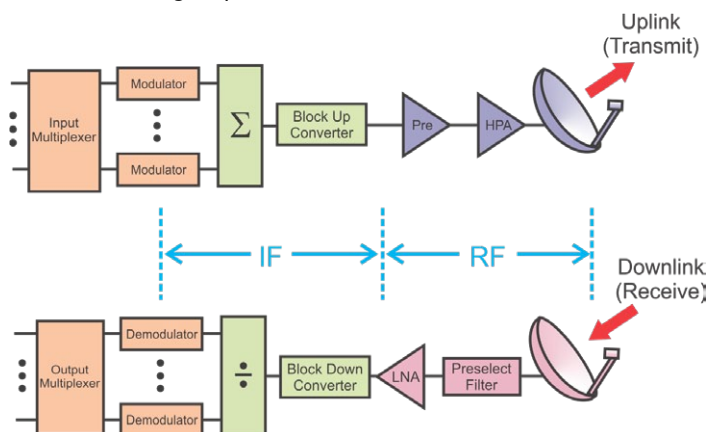 Uplink
(Transmit)
Input
Multiplexer
Modulator
Modulator
Σ
Block Up
Converter
Pre
HPA
IF
RF
Downlink
(Receive)
Output
Multiplexer
Demodulator
Demodulator
÷
Block Down
Converter
LNA
Preselect
Filter